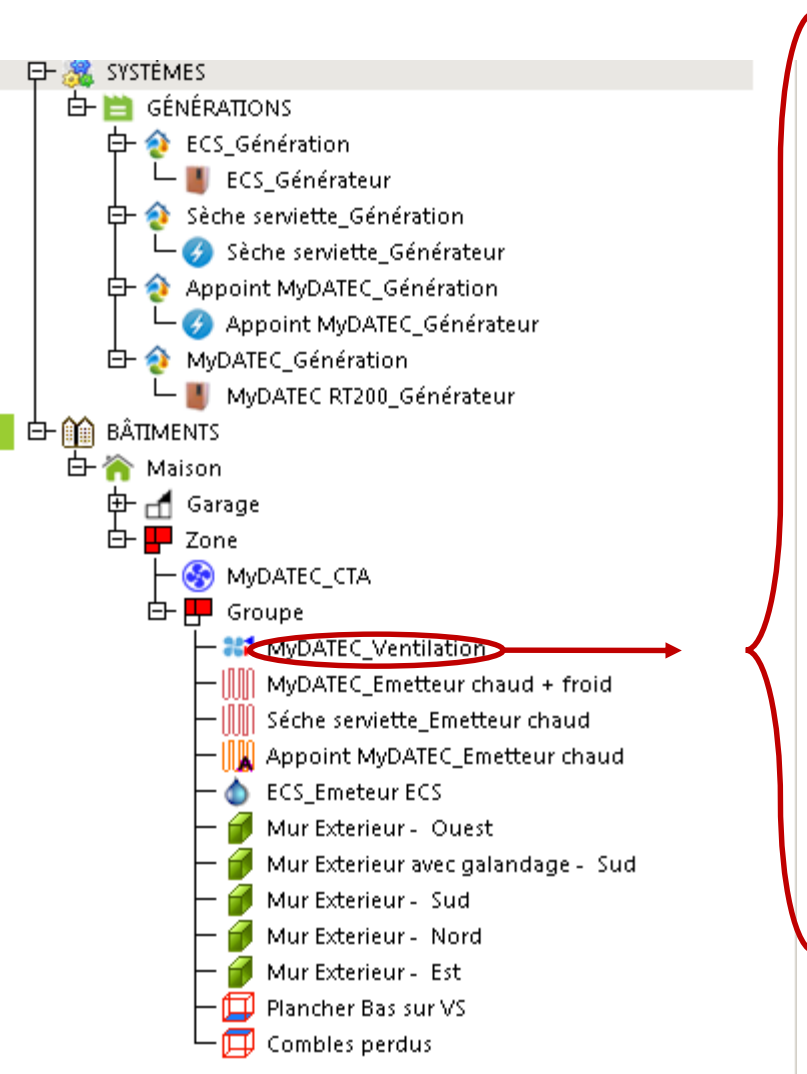 SYSTÈMES
GÉNÉRATIONS
ECS_Génération
ECS_Générateur
Sèche serviette_Génération
Sèche serviette_Générateur
Appoint MyDATEC_Génération
Appoint MyDATEC_Générateur
MyDATEC_Génération
MyDATEC RT200_Générateur
BÂTIMENTS
Maison
Garage
Zone
MyDATEC_CTA
Groupe
MyDATEC_Ventilation
MyDATEC_Emetteur chaud + froid
Séche serviette_Emetteur chaud
Appoint MyDATEC_Emetteur chaud
ECS_Emeteur ECS
Mur Exterieur - Ouest
Mur Exterieur avec galandage - Sud
Mur Exterieur - Sud
Mur Exterieur - Nord
Mur Exterieur - Est
Plancher Bas sur VS
Combles perdus